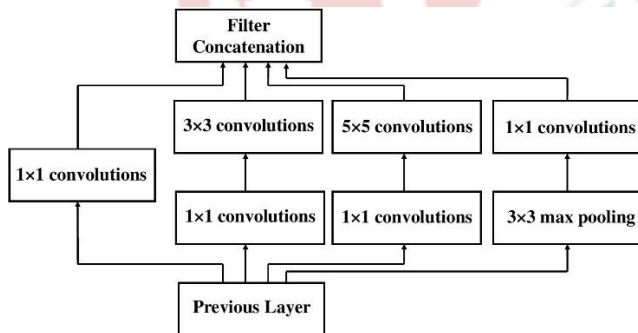 Filter
Concatenation
3×3 convolutions
5×5 convolutions
1×1 convolutions
1×1 convolutions
1×1 convolutions
1×1 convolutions
3×3 max pooling
Previous Layer